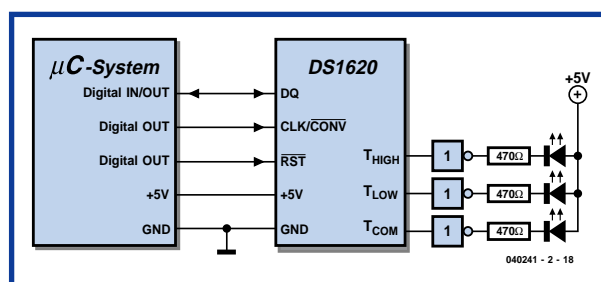 μC-System
Digital IN/OUT
Digital OUT
Digital OUT
+5V
GND
DS1620
DQ
CLK/CONV
RST
+5V
GND
THIGH
TLOW
TCOM
1
1
1
470Ω
470Ω
470Ω
+5V
040241 - 2 - 18